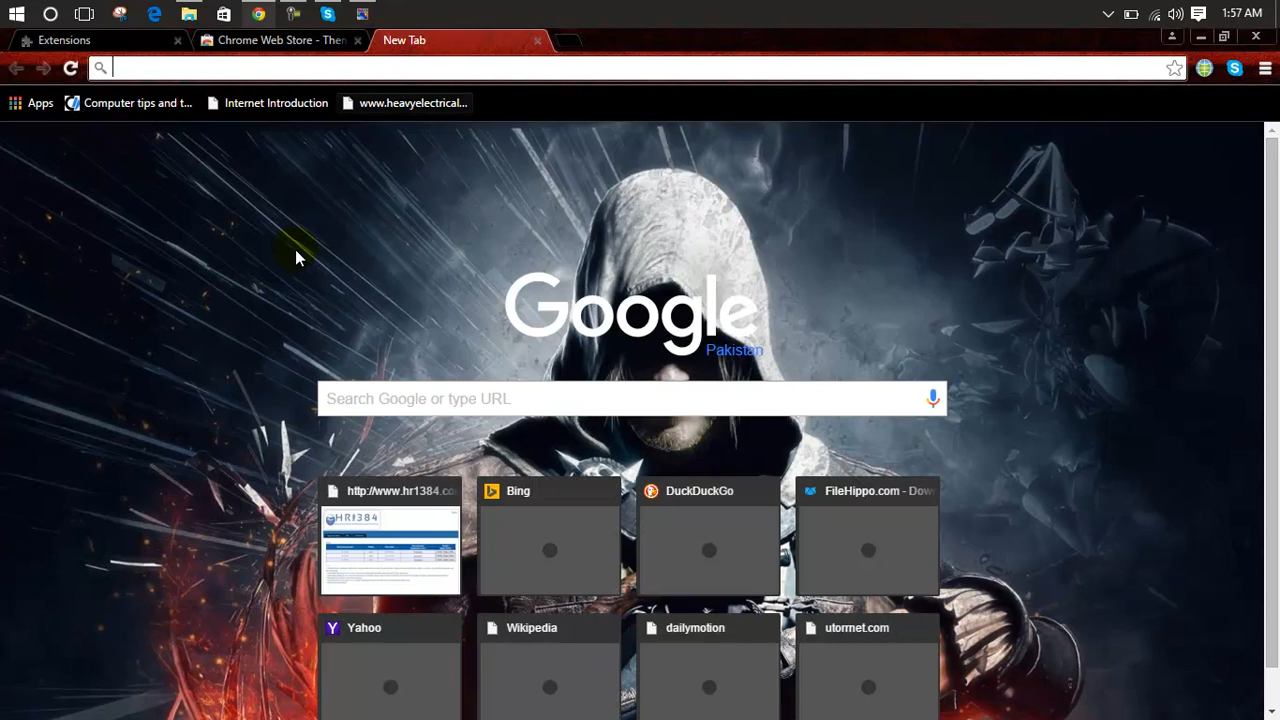 1:57 AM
Extensions
Chrome Web Store - Then
New Tab
Apps
Computer tips and t...
Internet Introduction
www.heavyelectrical...
Google
Pakistan
Search Google or type URL
http://www.hr1384.co
Bing
DuckDuckGo
FileHippo.com - Dow
HR1384
Yahoo
Wikipedia
dailymotion
utorrnet.com